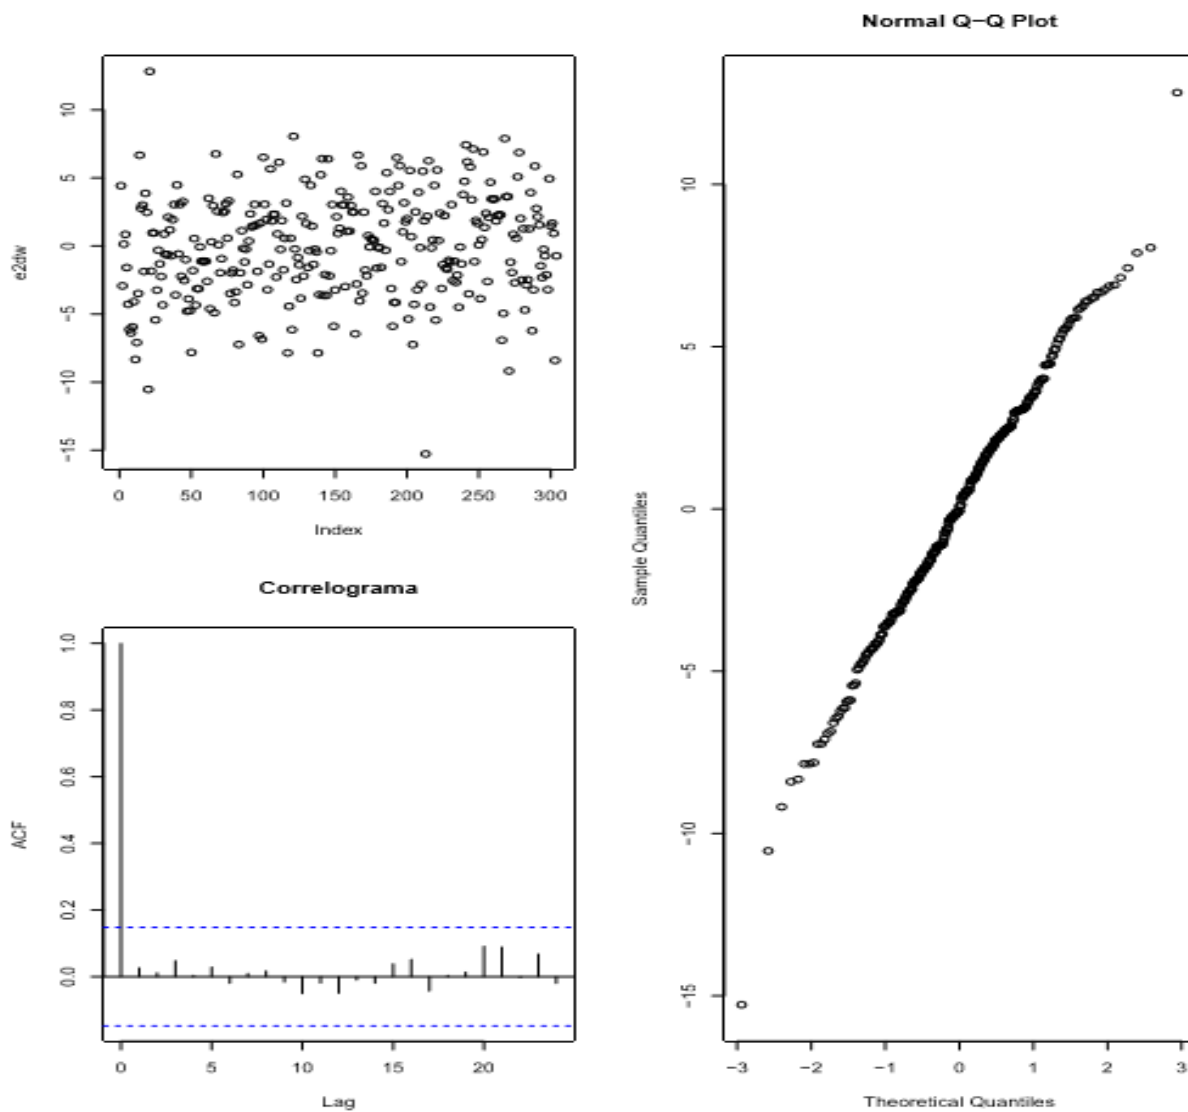 e2dw
10
5
0
−5
−10
−15
0 50 100 150 200 250 300
Index
Correlograma
ACF
1.0
0.8
0.6
0.4
0.2
0.0
0 5 10 15 20
Lag
Normal Q−Q Plot
Sample Quantiles
10
5
0
−5
−10
−15
−3 −2 −1 0 1 2 3
Theoretical Quantiles